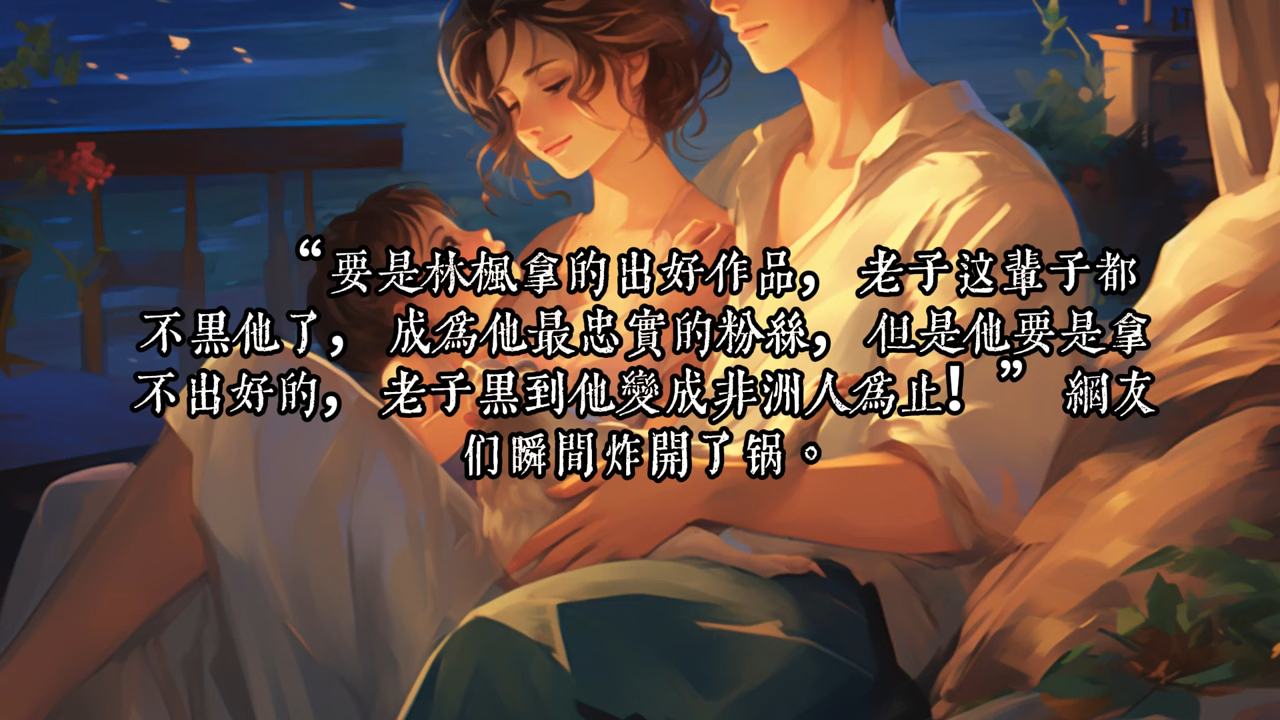 “要是林楓拿的出好作品， 老子这輩子都
不黑他了， 成爲他最忠實的粉絲， 但是他要是拿
不出好的， 老子黑到他變成非洲人爲止！ ” 網友
们瞬間炸開了锅。